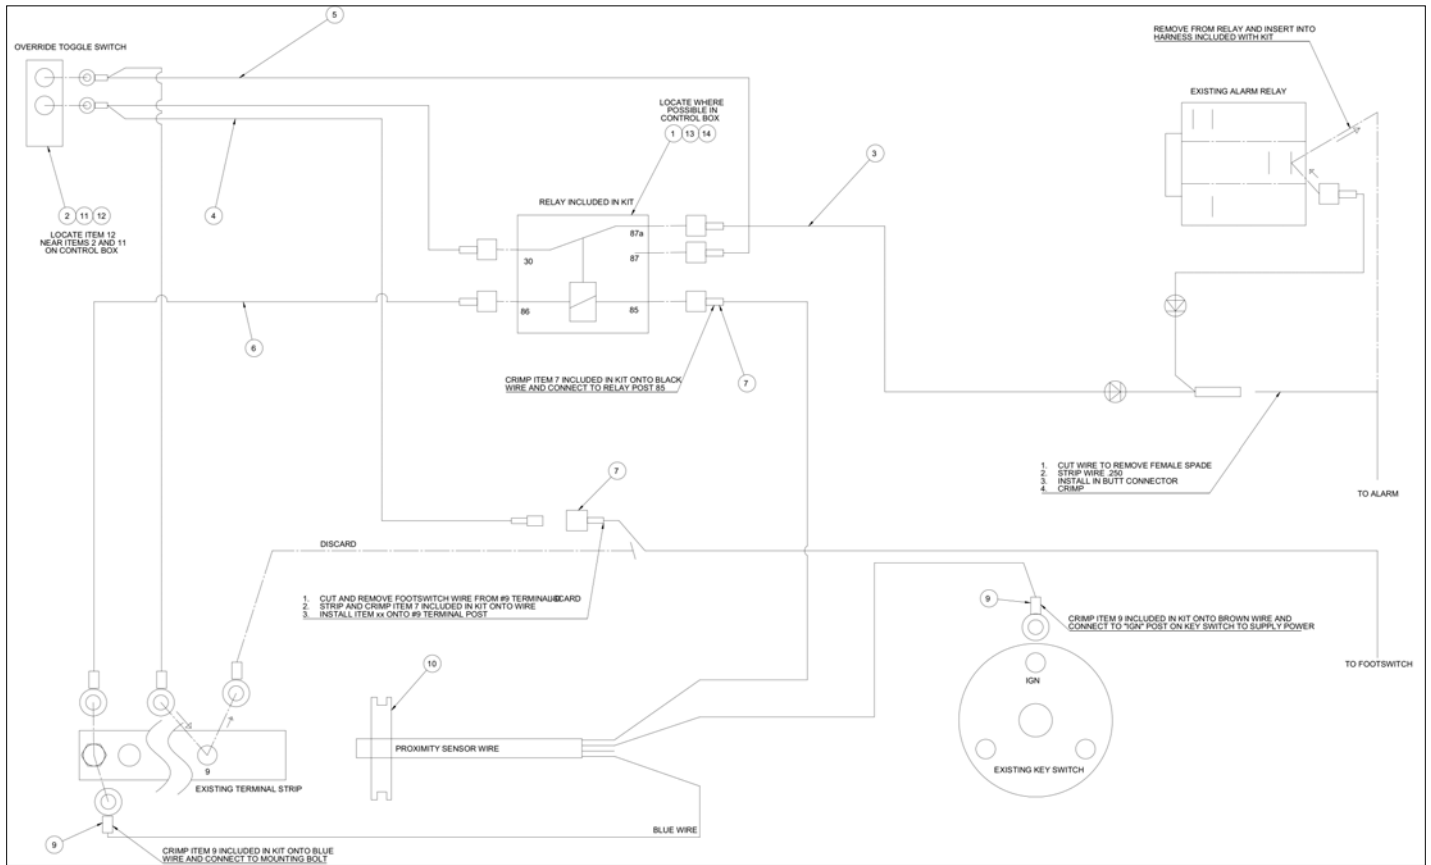 5
REMOVE FROM RELAY AND INSERT INTO
HARNESS INCLUDED WITH KIT
OVERRIDE TOGGLE SWITCH
EXISTING ALARM RELAY
LOCATE WHERE
POSSIBLE IN
CONTROL BOX
1 13 14
3
4
2 11 12
LOCATE ITEM 12
NEAR ITEMS 2 AND 11
ON CONTROL BOX
RELAY INCLUDED IN KIT
87a
87
30
86
85
6
CRIMP ITEM 7 INCLUDED IN KIT ONTO BLACK
WIRE AND CONNECT TO RELAY POST 85
7
1. CUT WIRE TO REMOVE FEMALE SPADE
2. STRIP WIRE .250
3. INSTALL IN BUTT CONNECTOR
4. CRIMP
TO ALARM
7
DISCARD
1. CUT AND REMOVE FOOTSWITCH WIRE FROM #9 TERMINAL
2. STRIP AND CRIMP ITEM 7 INCLUDED IN KIT ONTO WIRE
3. INSTALL ITEM xx ONTO #9 TERMINAL POST
9
CRIMP ITEM 9 INCLUDED IN KIT ONTO BROWN WIRE AND
CONNECT TO "IGN" POST ON KEY SWITCH TO SUPPLY POWER
TO FOOTSWITCH
10
IGN
PROXIMITY SENSOR WIRE
EXISTING KEY SWITCH
9
EXISTING TERMINAL STRIP
BLUE WIRE
9
CRIMP ITEM 9 INCLUDED IN KIT ONTO BLUE
WIRE AND CONNECT TO MOUNTING BOLT